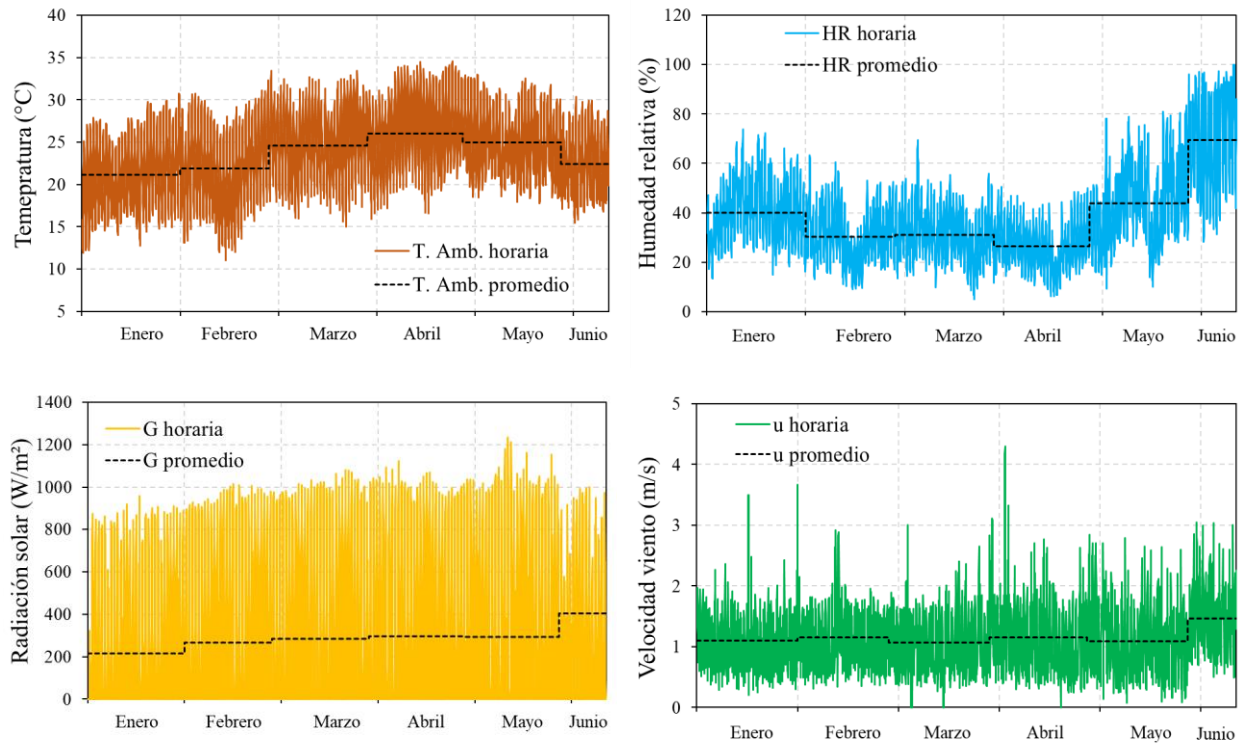 40
35
30
25
20
15
10
5
Temepratura (°C)
T. Amb. horaria
T. Amb. promedio
Enero Febrero Marzo Abril Mayo Junio
120
100
80
60
40
20
0
Humedad relativa (%)
HR horaria
HR promedio
Enero Febrero Marzo Abril Mayo Junio
1400
1200
1000
800
600
400
200
0
Radiación solar (W/m²)
G horaria
G promedio
Enero Febrero Marzo Abril Mayo Junio
5
4
3
2
1
0
Velocidad viento (m/s)
u horaria
u promedio
Enero Febrero Marzo Abril Mayo Junio